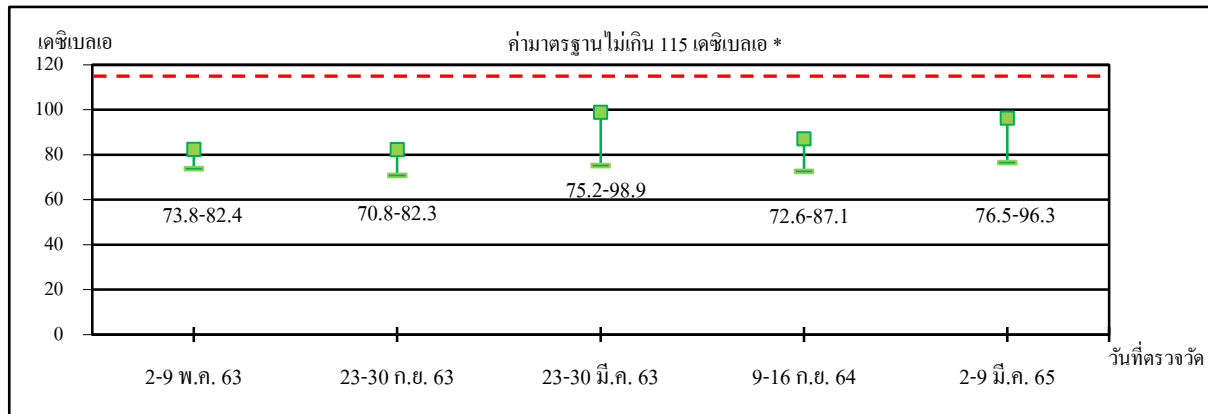 เดซิเบลเอ
ค่ามาตรฐานไม่เกิน 115 เดซิเบลเอ *
120
100
80
60
40
20
0
73.8-82.4
70.8-82.3
75.2-98.9
72.6-87.1
76.5-96.3
2-9 พ.ค. 63
23-30 ก.ย. 63
23-30 มี.ค. 63
9-16 ก.ย. 64
2-9 มี.ค. 65
วันที่ตรวจวัด